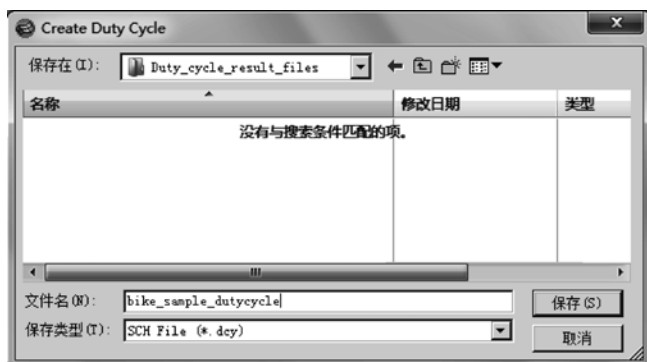 Create Duty Cycle
保存在(I): Duty_cycle_result_files
名称 修改日期 类型
没有与搜索条件匹配的项。
文件名(N): bike_sample_dutycycle 保存(S)
保存类型(T): SCH File (*.dcy) 取消